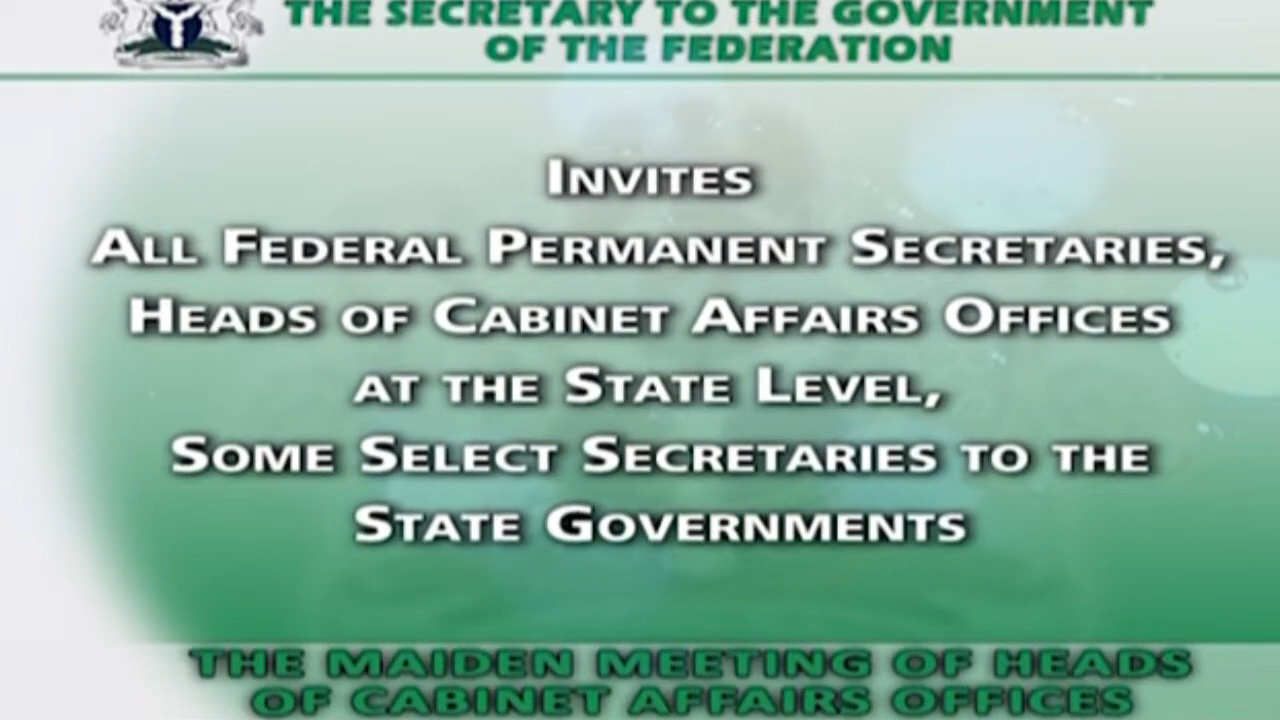 THE SECRETARY TO THE GOVERNMENT
OF THE FEDERATION
INVITES
ALL FEDERAL PERMANENT SECRETARIES,
HEADS OF CABINET AFFAIRS OFFICES
AT THE STATE LEVEL,
SOME SELECT SECRETARIES TO THE
STATE GOVERNMENTS
THE MAIDEN MEETING OF HEADS
OF CABINET AFFAIRS OFFICES